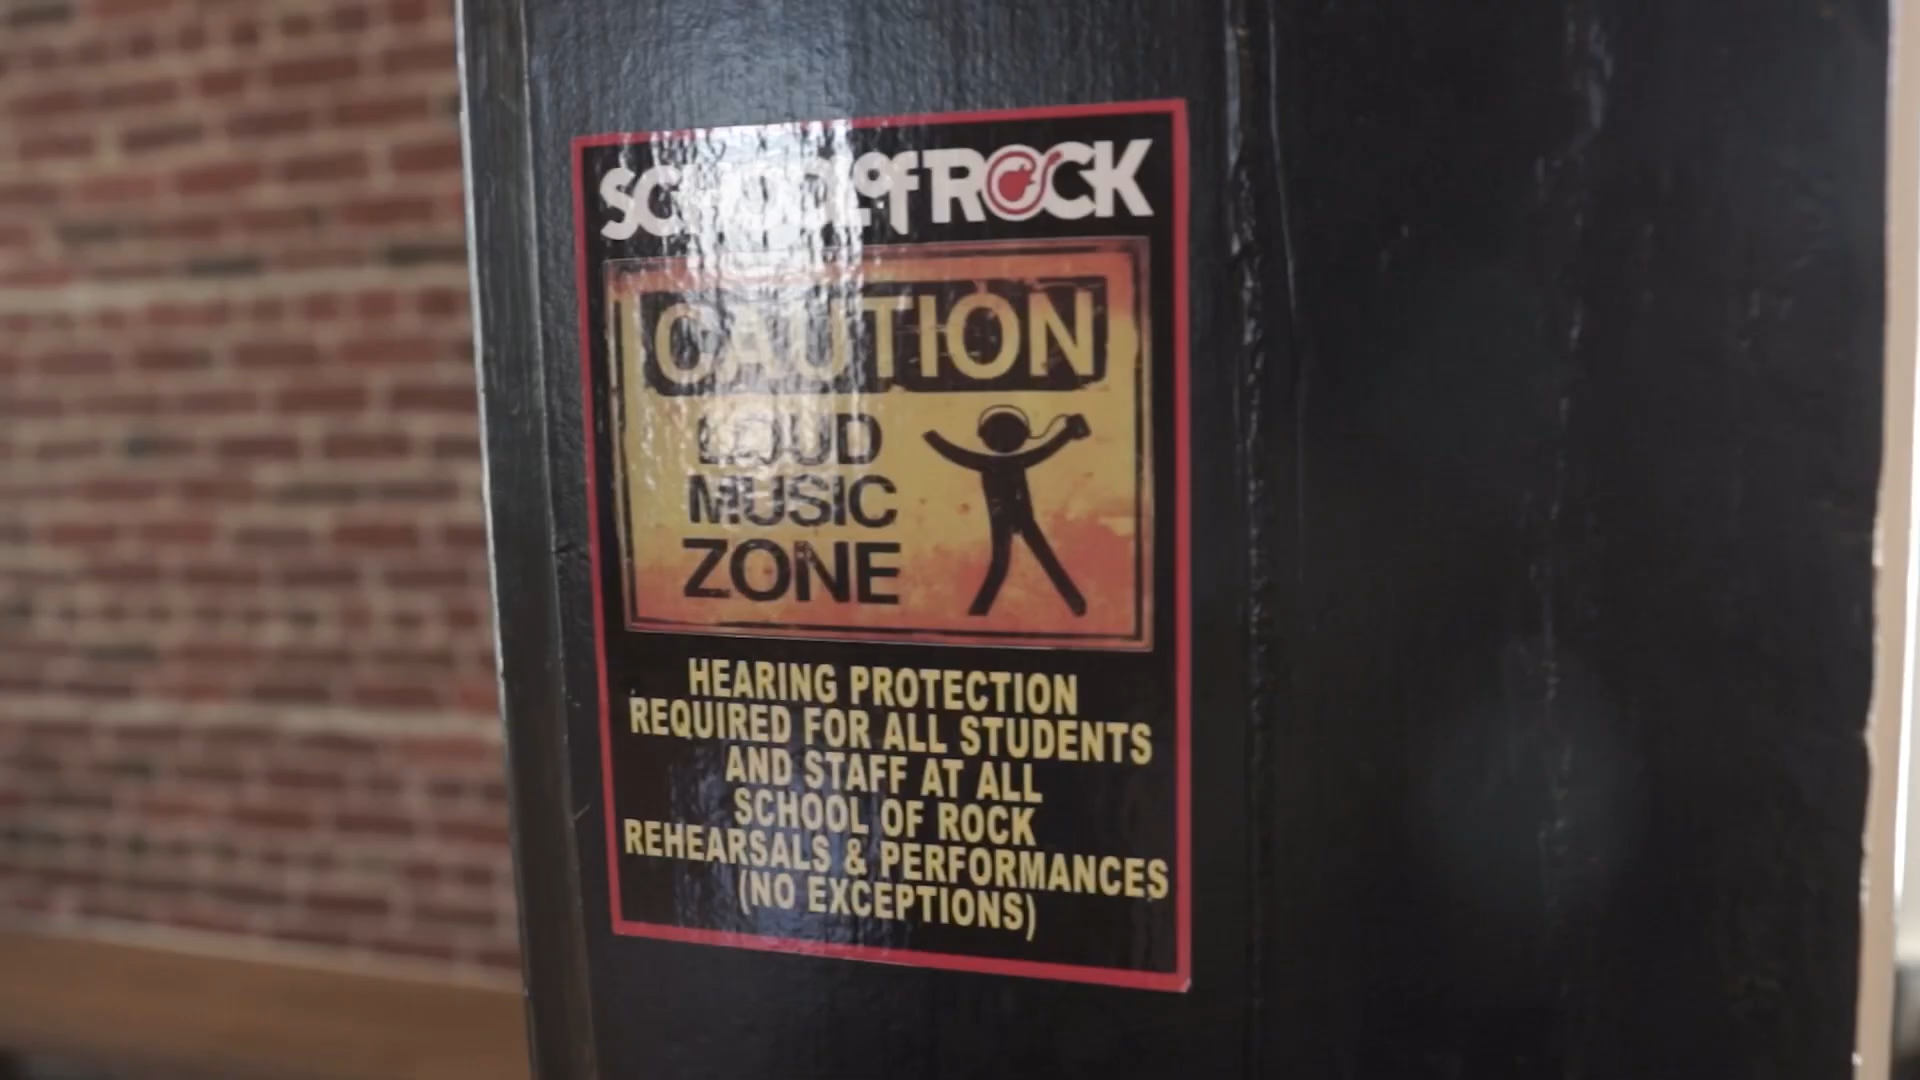 SCHOOL of ROCK
CAUTION
LOUD
MUSIC
ZONE
HEARING PROTECTION
REQUIRED FOR ALL STUDENTS
AND STAFF AT ALL
SCHOOL OF ROCK
REHEARSALS & PERFORMANCES
(NO EXCEPTIONS)